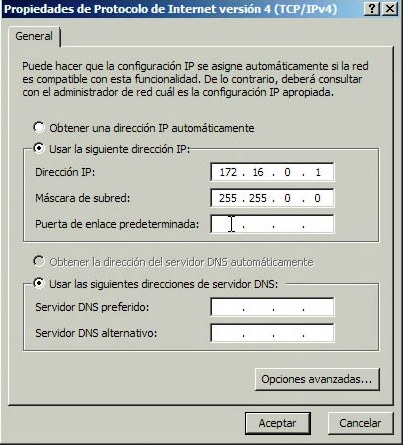 Propiedades de Protocolo de Internet versión 4 (TCP/IPv4)
General
Puede hacer que la configuración IP se asigne automáticamente si la red
es compatible con esta funcionalidad. De lo contrario, deberá consultar
con el administrador de red cuál es la configuración IP apropiada.
Obtener una dirección IP automáticamente
Usar la siguiente dirección IP:
Dirección IP: 172 . 16 . 0 . 1
Máscara de subred: 255 . 255 . 0 . 0
Puerta de enlace predeterminada: . . .
Obtener la dirección del servidor DNS automáticamente
Usar las siguientes direcciones de servidor DNS:
Servidor DNS preferido: . . .
Servidor DNS alternativo: . . .
Opciones avanzadas...
Aceptar Cancelar